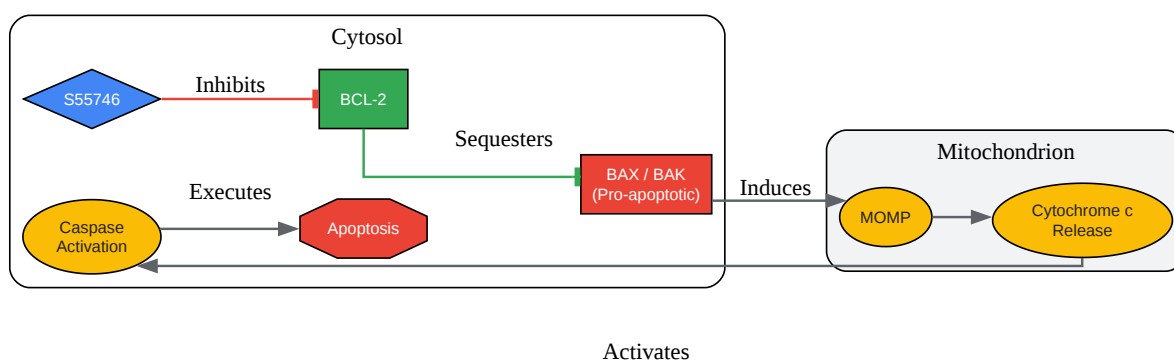 Cytosol
S55746
Inhibits
BCL-2
Sequesters
BAX / BAK
(Pro-apoptotic)
Induces
Mitochondrion
MOMP
Cytochrome c
Release
Executes
Caspase
Activation
Apoptosis
Activates